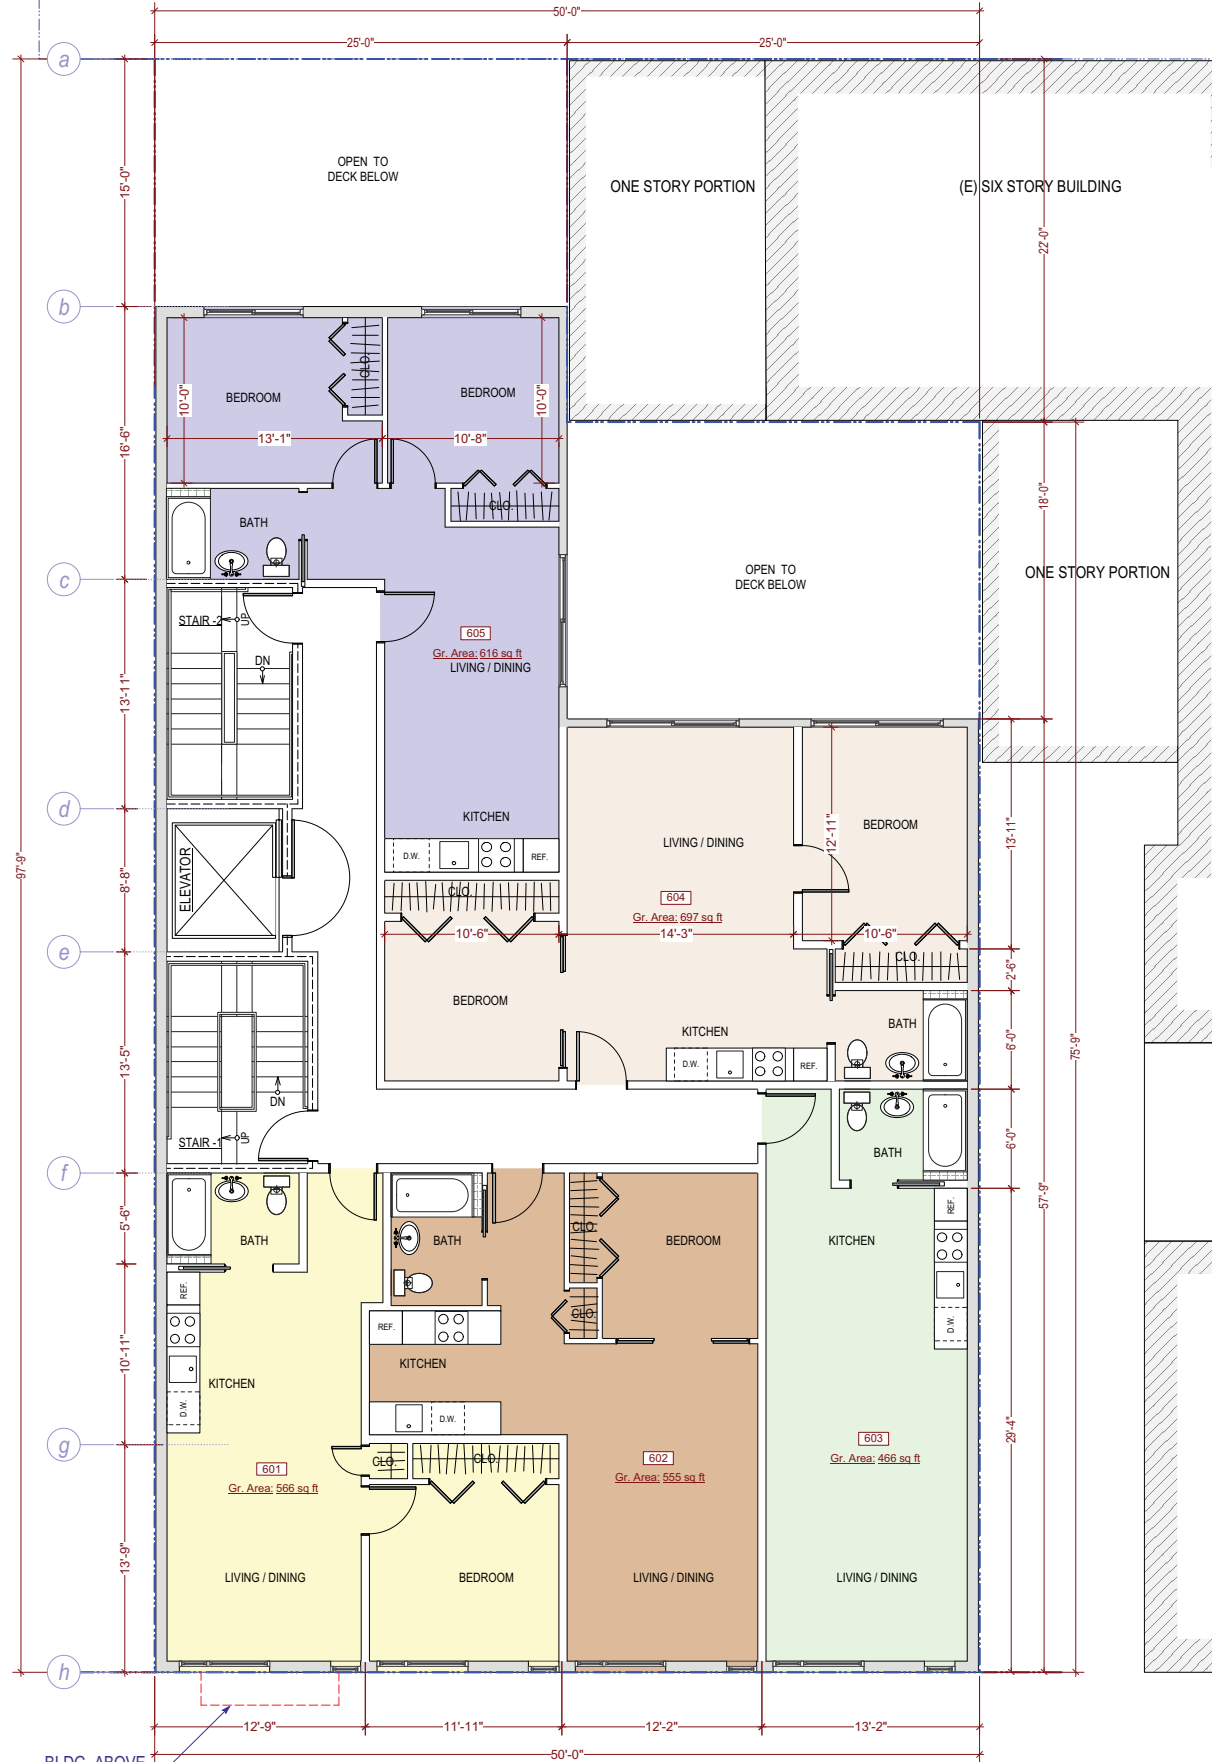 50'-0"
25'-0"
25'-0"
a
OPEN TO
DECK BELOW
ONE STORY PORTION
(E) SIX STORY BUILDING
15'-0"
22'-0"
b
BEDROOM
CLO.
BEDROOM
10'-0"
10'-0"
13'-1"
10'-8"
16'-6"
CLO.
18'-0"
BATH
c
OPEN TO
DECK BELOW
ONE STORY PORTION
STAIR -2
UP
DN
605
Gr. Area: 616 sq ft
LIVING / DINING
13'-11"
d
KITCHEN
D.W.
REF.
ELEVATOR
8'-8"
97'-9"
LIVING / DINING
BEDROOM
12'-11"
13'-11"
CLO.
604
Gr. Area: 697 sq ft
10'-6"
14'-3"
10'-6"
e
CLO.
2'-6"
BEDROOM
KITCHEN
BATH
6'-0"
75'-9"
D.W.
REF.
13'-5"
DN
STAIR -1
UP
BATH
6'-0"
f
57'-9"
5'-6"
BATH
BATH
CLO.
BEDROOM
KITCHEN
REF.
REF.
CLO.
REF.
D.W.
10'-11"
KITCHEN
KITCHEN
D.W.
D.W.
29'-4"
g
CLO.
CLO.
601
Gr. Area: 566 sq ft
602
Gr. Area: 555 sq ft
603
Gr. Area: 466 sq ft
13'-9"
LIVING / DINING
BEDROOM
LIVING / DINING
LIVING / DINING
h
12'-9"
11'-11"
12'-2"
13'-2"
50'-0"
BLDG. ABOVE